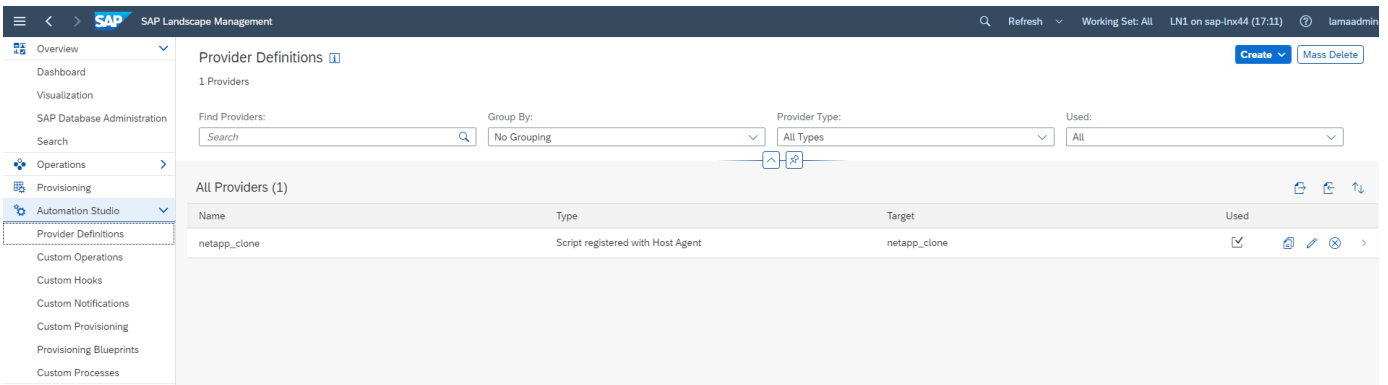 SAP SAP Landscape Management Refresh Working Set: All LN1 on sap-lnx44 (17:11) lamaadmin
Overview
Dashboard
Visualization
SAP Database Administration
Search
Operations
Provisioning
Automation Studio
Provider Definitions
Custom Operations
Custom Hooks
Custom Notifications
Custom Provisioning
Provisioning Blueprints
Custom Processes
Provider Definitions
Create Mass Delete
1 Providers
Find Providers: Group By: Provider Type: Used:
Search No Grouping All Types All
All Providers (1)
Name Type Target Used
netapp_clone Script registered with Host Agent netapp_clone